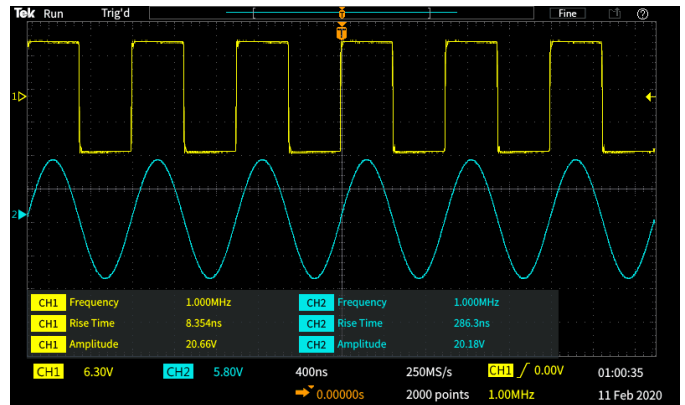 Tek Run Trig'd [ T ] Fine
T
1
2
CH1 Frequency 1.000MHz CH2 Frequency 1.000MHz
CH1 Rise Time 8.354ns CH2 Rise Time 286.3ns
CH1 Amplitude 20.66V CH2 Amplitude 20.18V
CH1 6.30V CH2 5.80V 400ns 250MS/s CH1 / 0.00V 01:00:35
0.00000s 2000 points 1.00MHz 11 Feb 2020